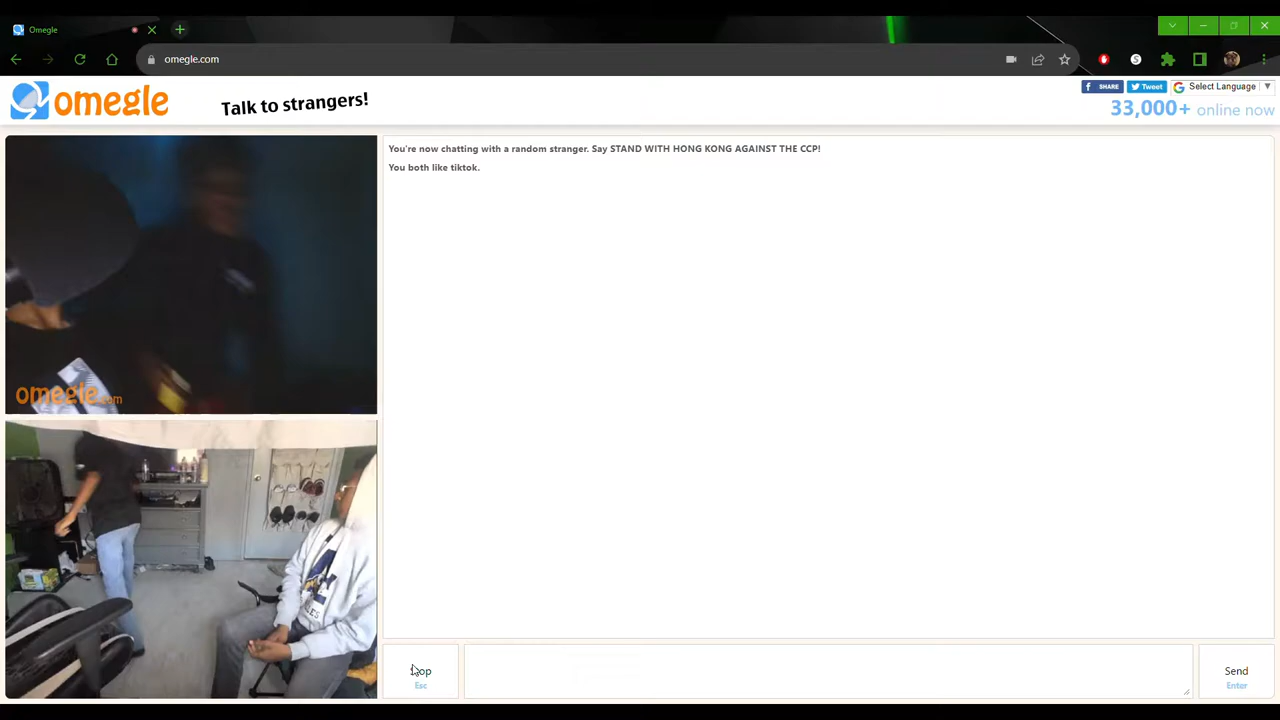 Omegle
omegle.com
omegle
Talk to strangers!
SHARE
Tweet
Select Language
33,000+ online now
You're now chatting with a random stranger. Say STAND WITH HONG KONG AGAINST THE CCP!
You both like tiktok.
omegle.com
Esc
Send
Enter